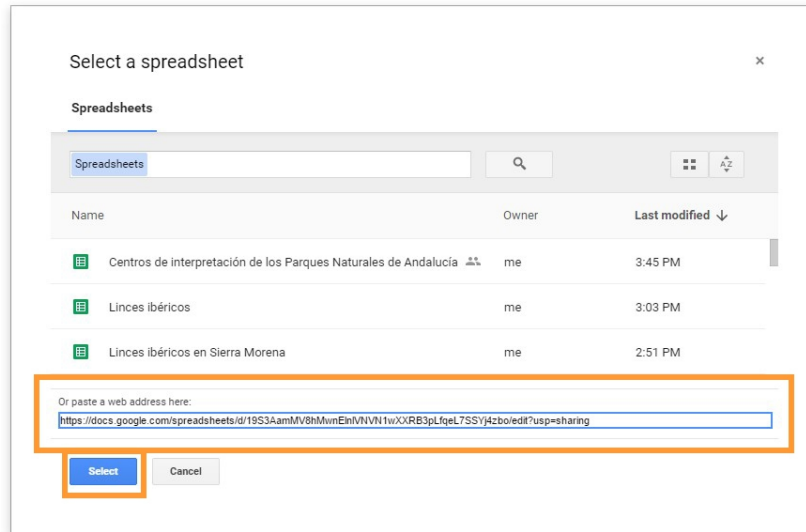 Select a spreadsheet ×
Spreadsheets
Spreadsheets
AZ
Name Owner Last modified
Centros de interpretación de los Parques Naturales de Andalucía me 3:45 PM
Linces ibéricos me 3:03 PM
Linces ibéricos en Sierra Morena me 2:51 PM
Or paste a web address here:
https://docs.google.com/spreadsheets/d/19S3AamMV8hMwnEInlVNVN1wXXRB3pLfqeL7SSYj4zbo/edit?usp=sharing
Select Cancel